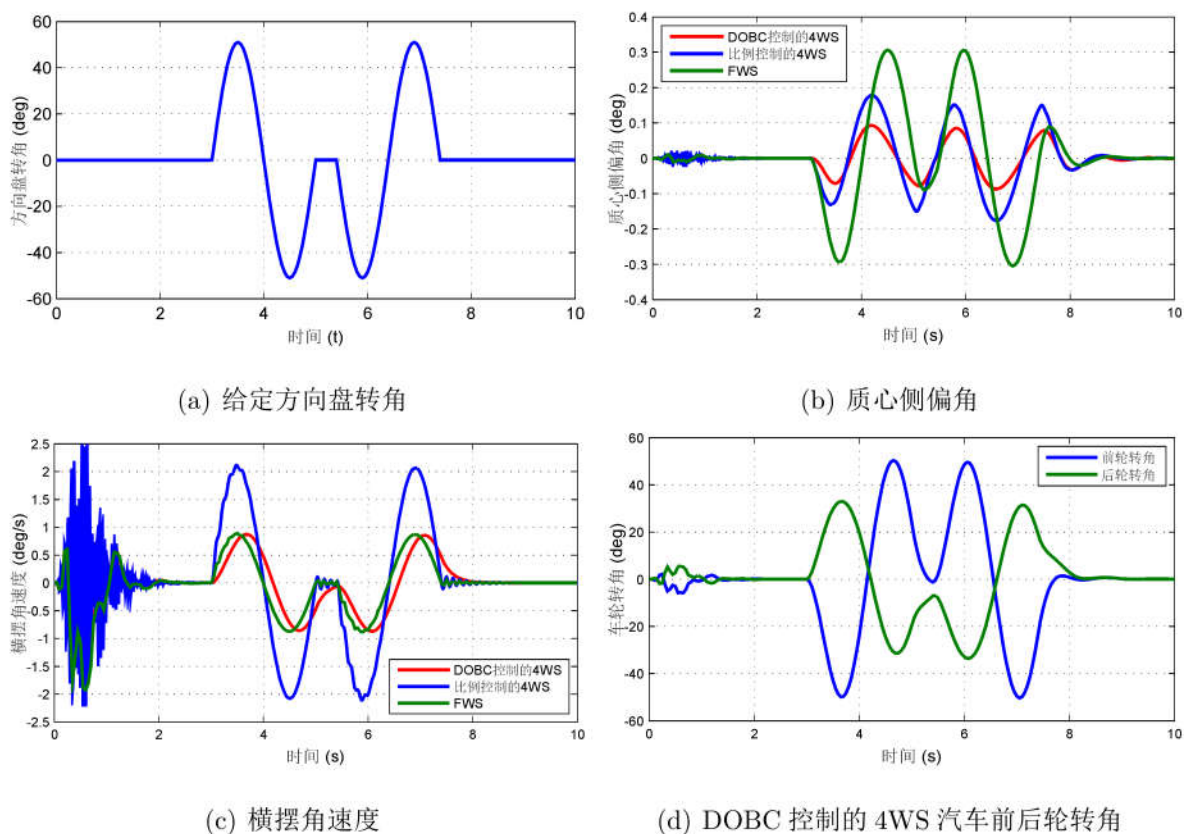 60
40
20
0
-20
-40
-60
方向盘转角 (deg)
0 2 4 6 8 10
时间 (t)
(a) 给定方向盘转角
0.4
0.3
0.2
0.1
0
-0.1
-0.2
-0.3
-0.4
质心侧偏角 (deg)
DOBC控制的4WS
比例控制的4WS
FWS
0 2 4 6 8 10
时间 (s)
(b) 质心侧偏角
2.5
2
1.5
1
0.5
0
-0.5
-1
-1.5
-2
-2.5
横摆角速度 (deg/s)
DOBC控制的4WS
比例控制的4WS
FWS
0 2 4 6 8 10
时间 (s)
(c) 横摆角速度
60
40
20
0
-20
-40
-60
车轮转角 (deg)
前轮转角
后轮转角
0 2 4 6 8 10
时间 (s)
(d) DOBC 控制的 4WS 汽车前后轮转角